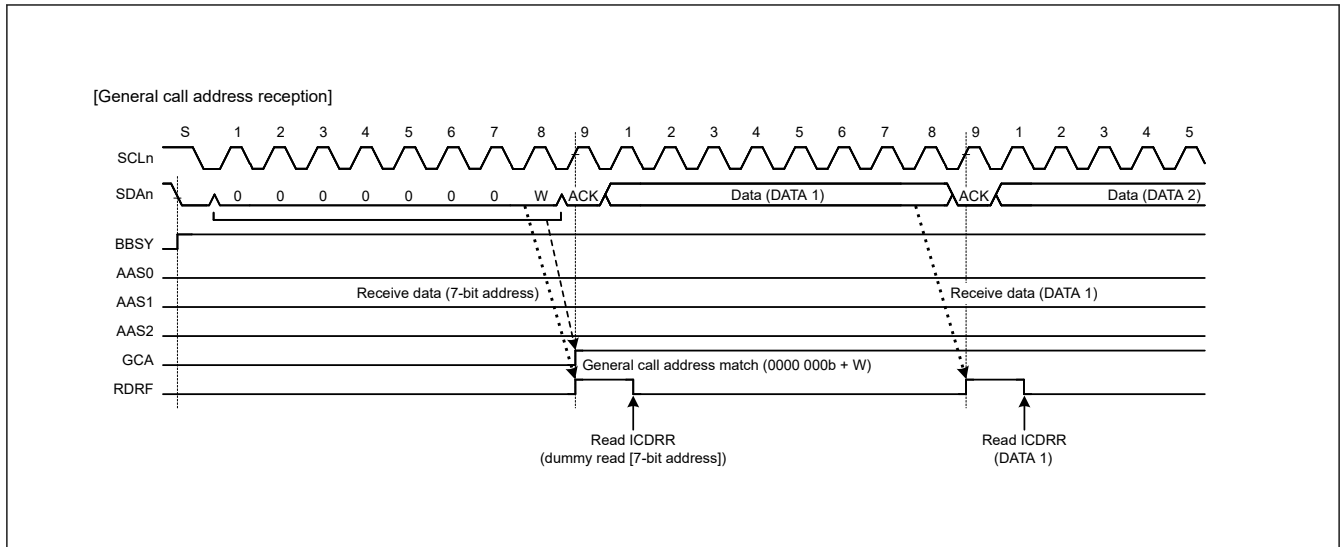 [General call address reception]
S 1 2 3 4 5 6 7 8 9 1 2 3 4 5 6 7 8 9 1 2 3 4 5
SCLn
SDAn 0 0 0 0 0 0 0 W ACK Data (DATA 1) ACK Data (DATA 2)
BBSY
AAS0
Receive data (7-bit address) Receive data (DATA 1)
AAS1
AAS2
GCA
General call address match (0000 000b + W)
RDRF
Read ICDRR Read ICDRR
(dummy read [7-bit address]) (DATA 1)